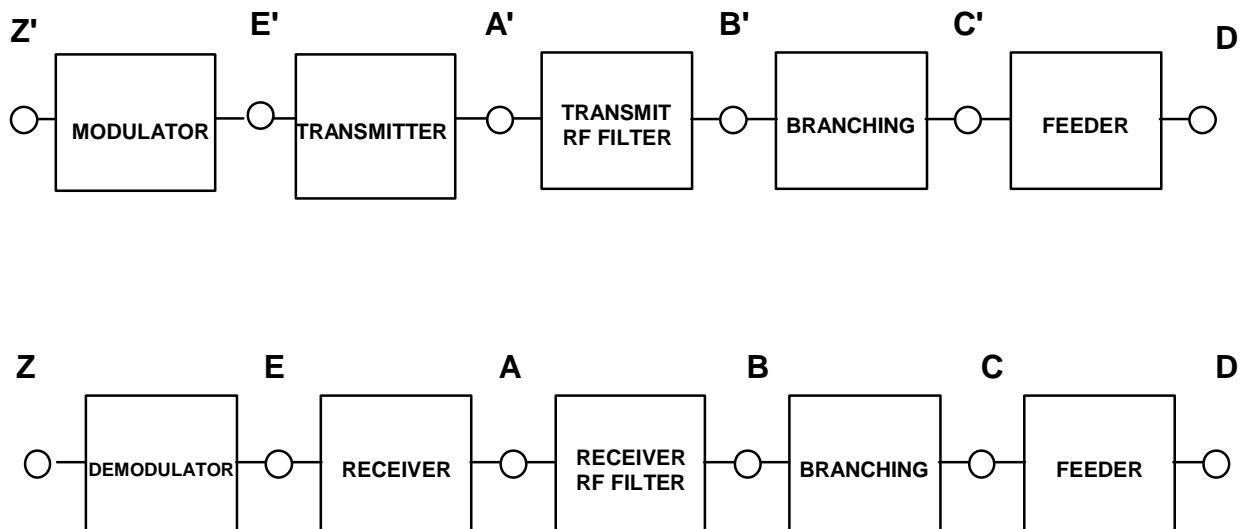 Z' E' A' B' C' D
MODULATOR TRANSMITTER TRANSMIT RF FILTER BRANCHING FEEDER
Z E A B C D
DEMODULATOR RECEIVER RECEIVER RF FILTER BRANCHING FEEDER